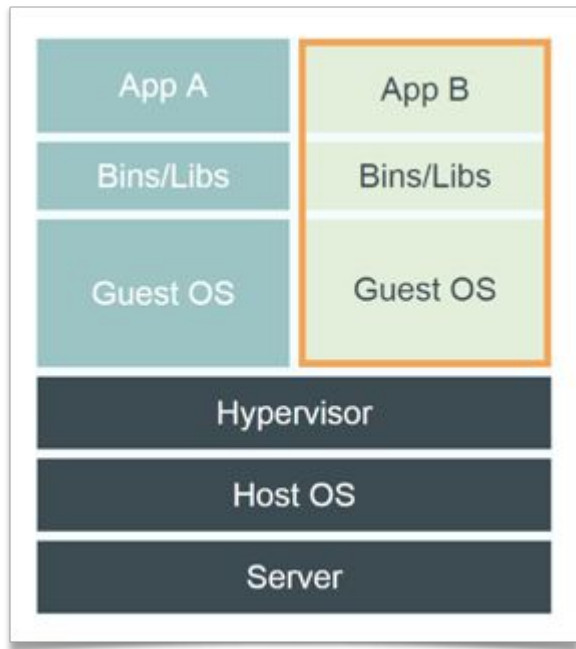 App A
App B
Bins/Libs
Bins/Libs
Guest OS
Guest OS
Hypervisor
Host OS
Server